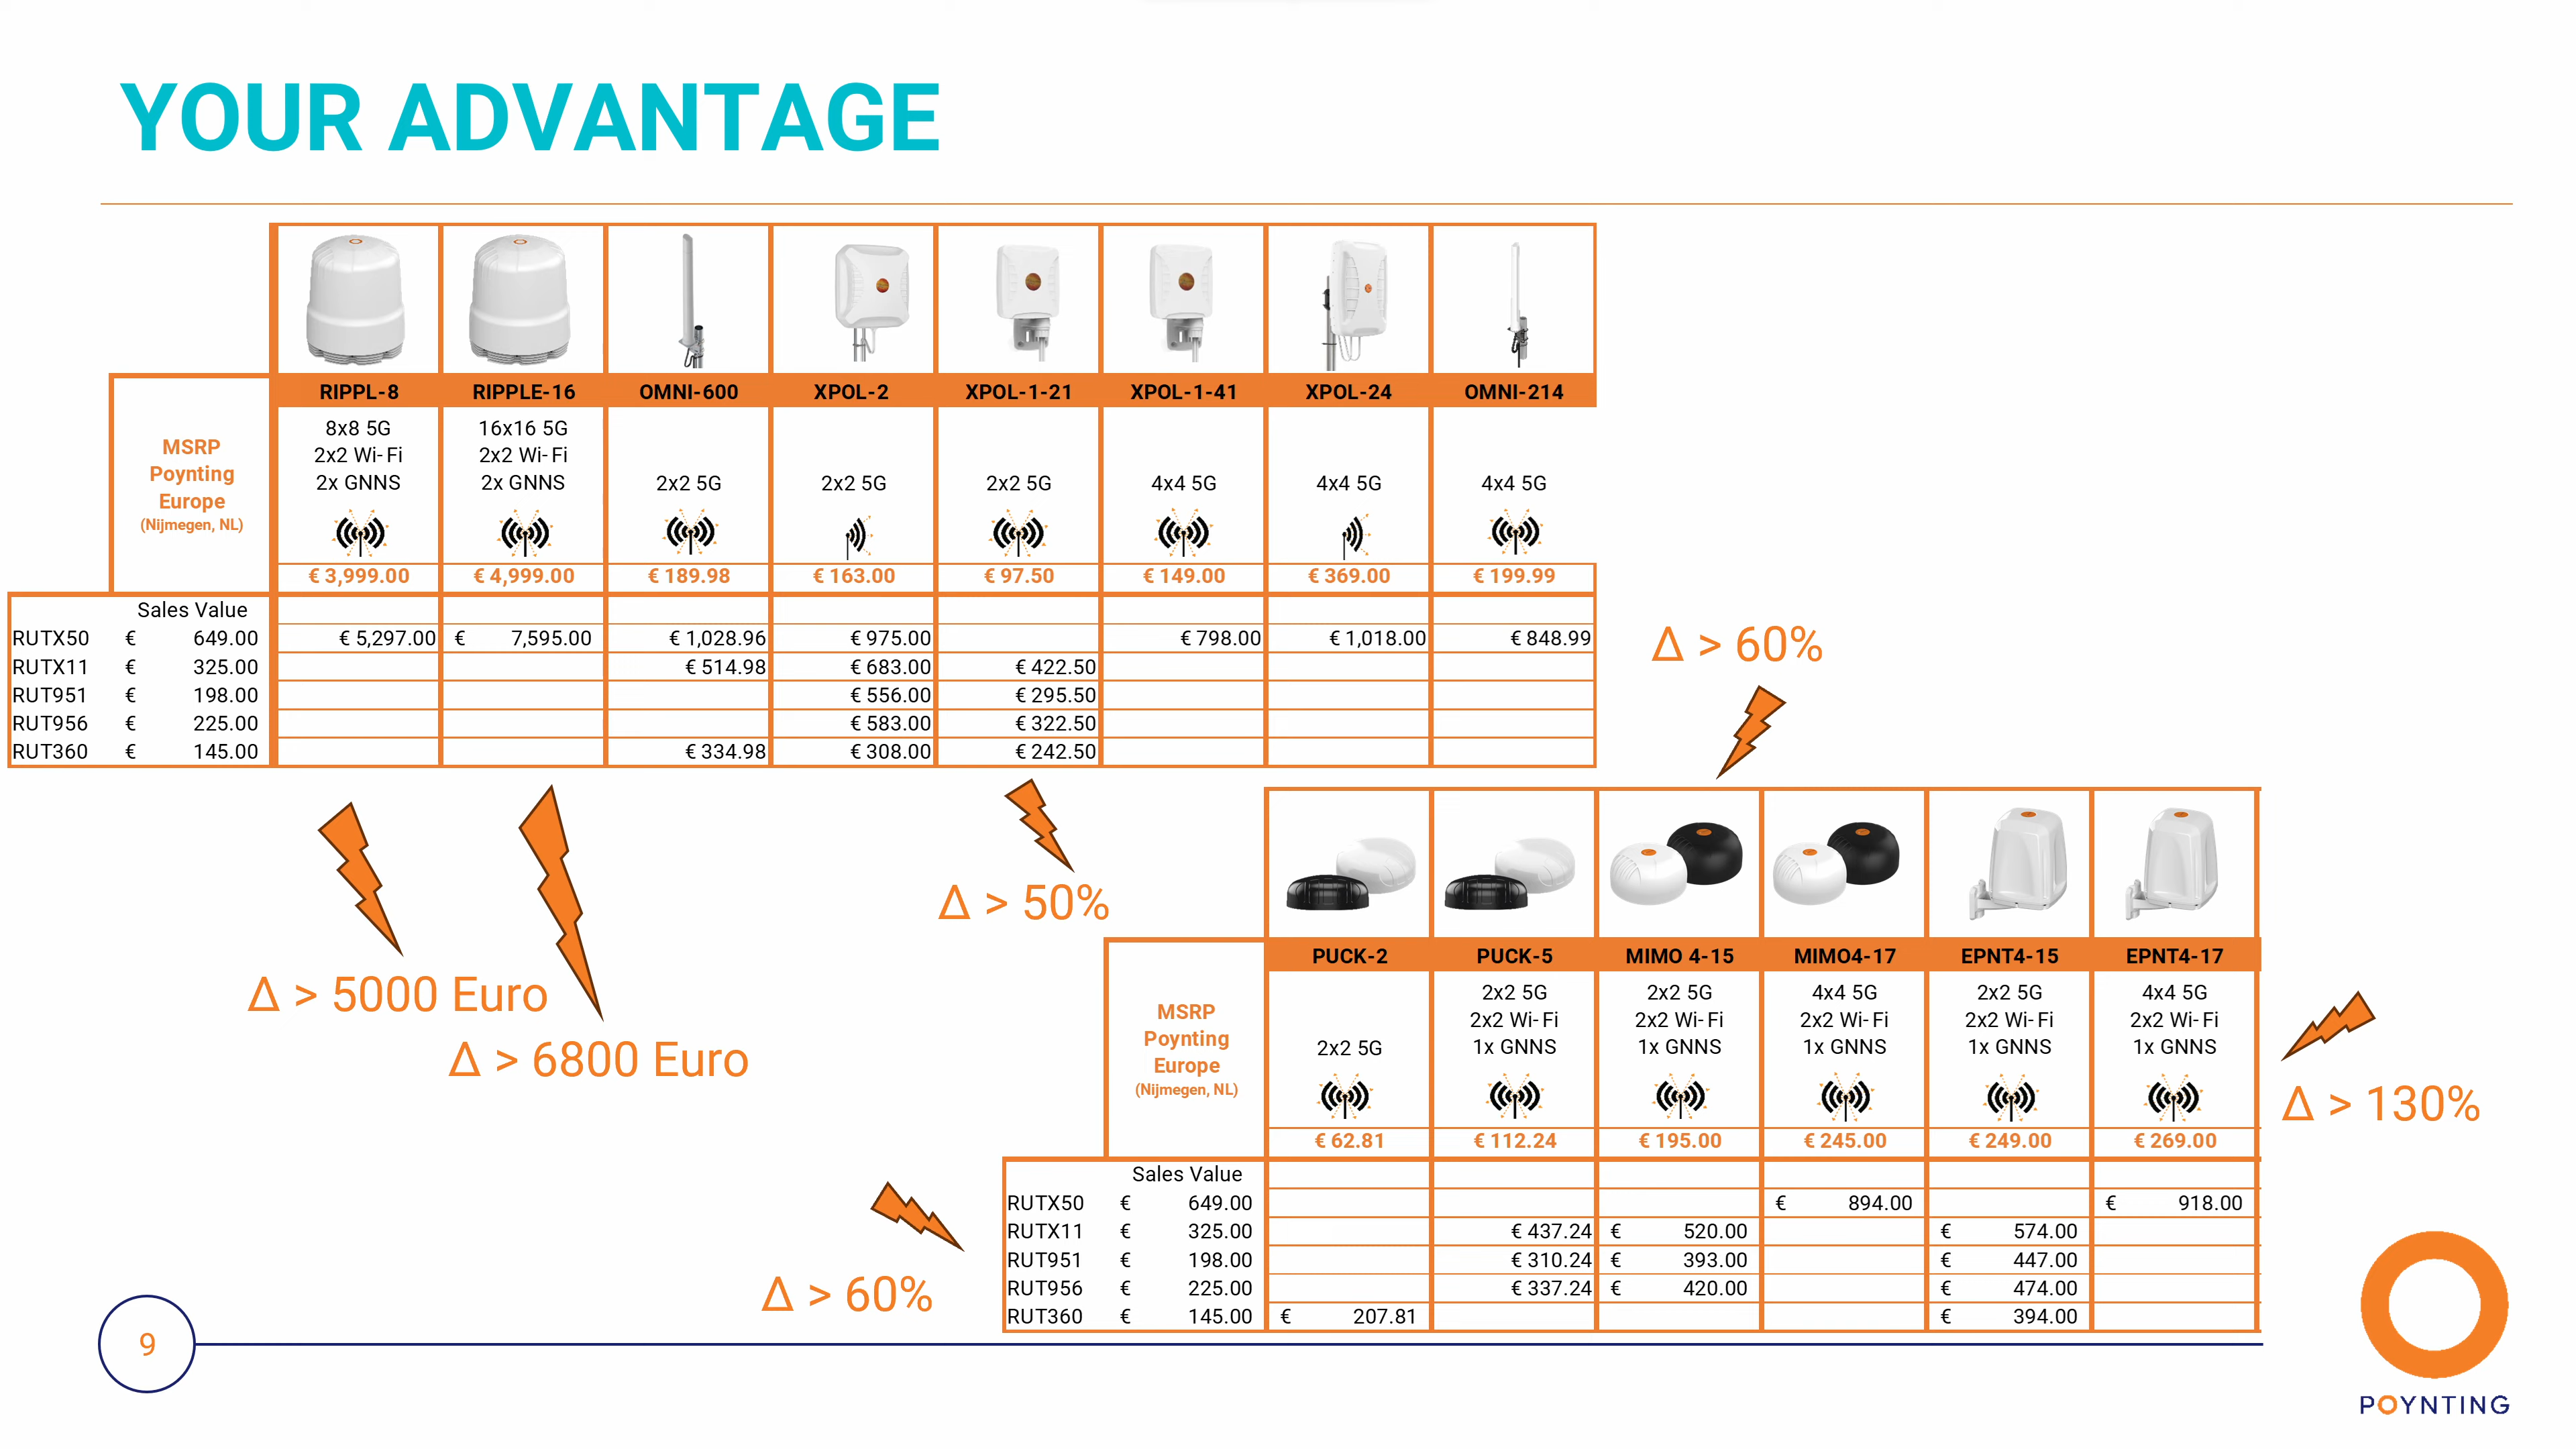 YOUR ADVANTAGE
RIPPL-8 RIPPLE-16 OMNI-600 XPOL-2 XPOL-1-21 XPOL-1-41 XPOL-24 OMNI-214
MSRP
Poynting
Europe
(Nijmegen, NL)
8x8 5G 16x16 5G
2x2 Wi-Fi 2x2 Wi-Fi
2x GNNS 2x GNNS 2x2 5G 2x2 5G 2x2 5G 4x4 5G 4x4 5G 4x4 5G
€ 3,999.00 € 4,999.00 € 189.98 € 163.00 € 97.50 € 149.00 € 369.00 € 199.99
Sales Value
RUTX50 € 649.00 € 5,297.00 € 7,595.00 € 1,028.96 € 975.00 € 798.00 € 1,018.00 € 848.99
RUTX11 € 325.00 € 514.98 € 683.00 € 422.50
RUT951 € 198.00 € 556.00 € 295.50
RUT956 € 225.00 € 583.00 € 322.50
RUT360 € 145.00 € 334.98 € 308.00 € 242.50
Δ > 60%
Δ > 50%
Δ > 5000 Euro
Δ > 6800 Euro
PUCK-2 PUCK-5 MIMO 4-15 MIMO4-17 EPNT4-15 EPNT4-17
MSRP
Poynting
Europe
(Nijmegen, NL)
2x2 5G 2x2 5G 4x4 5G 2x2 5G 4x4 5G
2x2 Wi-Fi 2x2 Wi-Fi 2x2 Wi-Fi 2x2 Wi-Fi 2x2 Wi-Fi
2x2 5G 1x GNNS 1x GNNS 1x GNNS 1x GNNS 1x GNNS
€ 62.81 € 112.24 € 195.00 € 245.00 € 249.00 € 269.00
Δ > 130%
Sales Value
RUTX50 € 649.00 € 894.00 € 918.00
RUTX11 € 325.00 € 437.24 € 520.00 € 574.00
RUT951 € 198.00 € 310.24 € 393.00 € 447.00
RUT956 € 225.00 € 337.24 € 420.00 € 474.00
RUT360 € 145.00 € 207.81 € 394.00
Δ > 60%
9
POYNTING